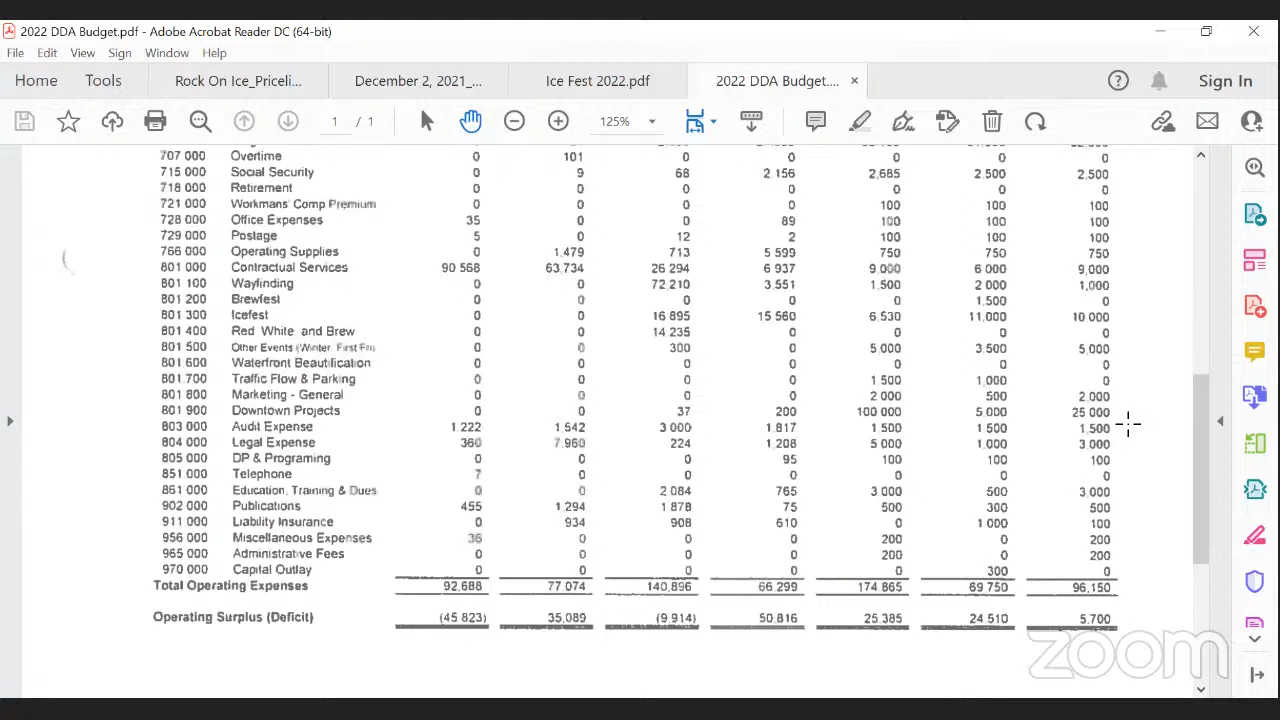 2022 DDA Budget.pdf - Adobe Acrobat Reader DC (64-bit)
File Edit View Sign Window Help
Home Tools Rock On Ice_Priceli... December 2, 2021_... Ice Fest 2022.pdf 2022 DDA Budget.... × Sign In
1 / 1 125%
707 000 Overtime 0 101 0 0 0 0 0
715 000 Social Security 0 9 68 2 156 2,685 2.500 2,500
718 000 Retirement 0 0 0 0 0 0 0
721 000 Workmans' Comp Premium 0 0 0 0 100 100 100
728 000 Office Expenses 35 0 0 89 100 100 100
729 000 Postage 5 0 12 2 100 100 100
766 000 Operating Supplies 0 1,479 713 5 599 750 750 750
801 000 Contractual Services 90 568 63,734 26 294 6 937 9.000 6 000 9,000
801 100 Wayfinding 0 0 72,210 3.551 1,500 2 000 1,000
801 200 Brewfest 0 0 0 0 0 1,500 0
801 300 Icefest 0 0 16 895 15 560 6,530 11,000 10 000
801 400 Red White and Brew 0 0 14 235 0 0 0 0
801 500 Other Events (Winter, First Fri) 0 0 300 0 5.000 3.500 5,000
801 600 Waterfront Beautification 0 0 0 0 0 0 0
801.700 Traffic Flow & Parking 0 0 0 0 1 500 1,000 0
801 800 Marketing - General 0 0 0 0 2 000 500 2.000
801 900 Downtown Projects 0 0 37 200 100 000 5 000 25 000
803 000 Audit Expense 1.222 1 542 3 000 1.817 1 500 1 500 1.500
804 000 Legal Expense 360 7.960 224 1 208 5 000 1,000 3 000
805 000 DP & Programing 0 0 0 95 100 100 100
851 000 Telephone 7 0 0 0 0 0 0
861 000 Education, Training & Dues 0 0 2 084 765 3 000 500 3,000
902 000 Publications 455 1.294 1 878 75 500 300 500
911 000 Liability Insurance 0 934 908 610 0 1 000 100
956 000 Miscellaneous Expenses 36 0 0 0 200 0 200
965 000 Administrative Fees 0 0 0 0 200 0 200
970 000 Capital Outlay 0 0 0 0 0 300 0
Total Operating Expenses 92,688 77 074 140,896 66 299 174 865 69 750 96,150
Operating Surplus (Deficit) (45 823) 35,089 (9,914) 50 816 25.385 24 510 5.700
zoom